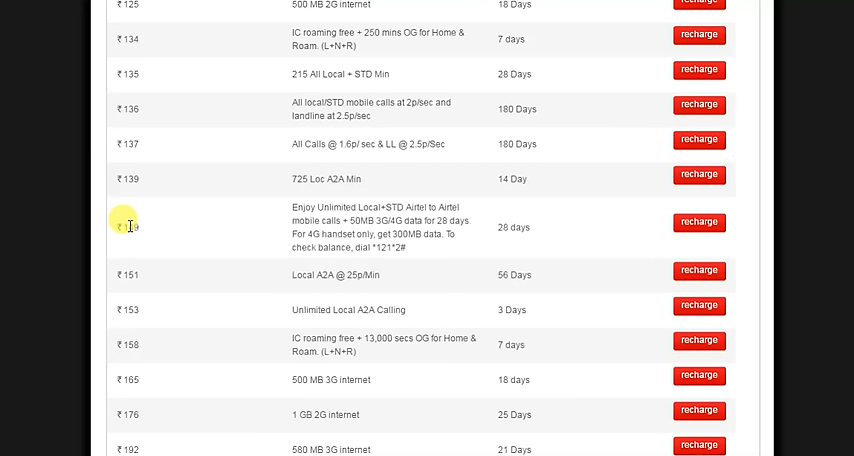 ₹ 125 500 MB 2G internet 18 Days recharge
IC roaming free + 250 mins OG for Home &
₹ 134 7 days recharge
Roam. (L+N+R)
₹ 135 215 All Local + STD Min 28 Days recharge
All local/STD mobile calls at 2p/sec and
₹ 136 180 Days recharge
landline at 2.5p/sec
₹ 137 All Calls @ 1.6p/ sec & LL @ 2.5p/Sec 180 Days recharge
₹ 139 725 Loc A2A Min 14 Day recharge
Enjoy Unlimited Local+STD Airtel to Airtel
mobile calls + 50MB 3G/4G data for 28 days.
₹ 28 days recharge
For 4G handset only, get 300MB data. To
check balance, dial *121*2#
₹ 151 Local A2A @ 25p/Min 56 Days recharge
₹ 153 Unlimited Local A2A Calling 3 Days recharge
IC roaming free + 13,000 secs OG for Home &
₹ 158 7 days recharge
Roam. (L+N+R)
₹ 165 500 MB 3G internet 18 days recharge
₹ 176 1 GB 2G internet 25 Days recharge
₹ 192 580 MB 3G internet 21 Days recharge